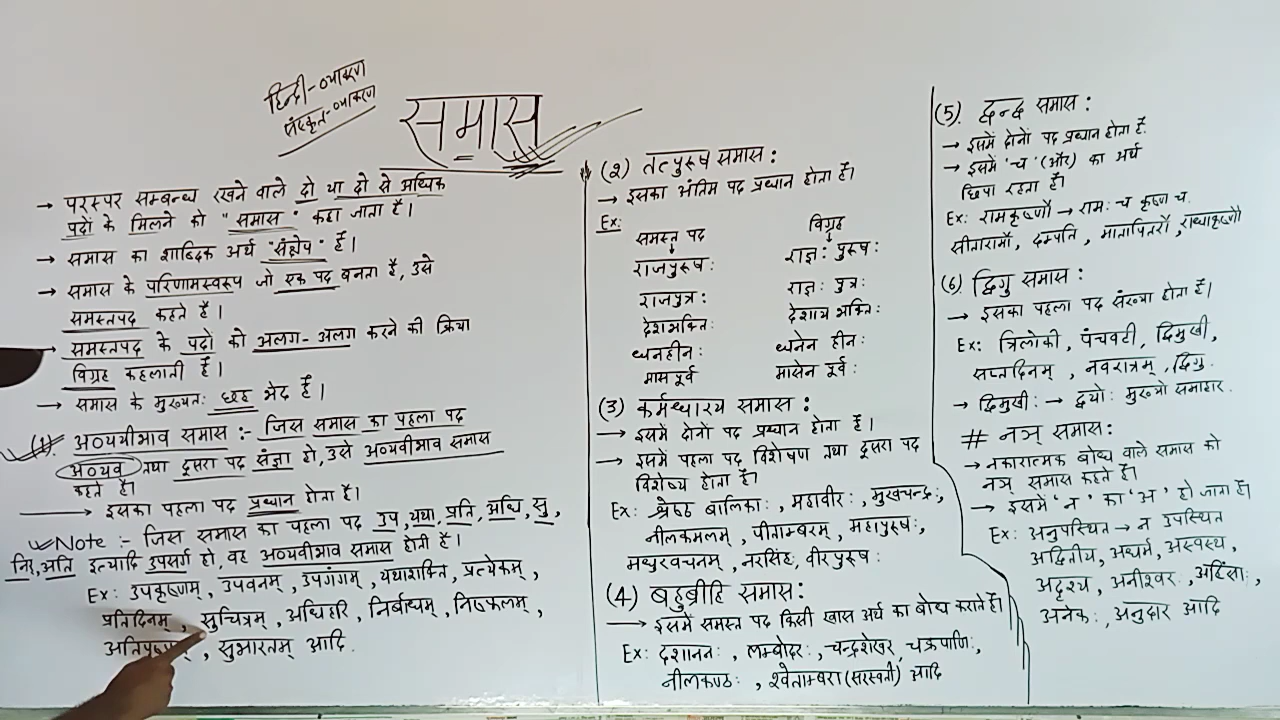 हिन्दी-व्याकरण
संस्कृत-व्याकरण
समास
→ परस्पर सम्बन्ध रखने वाले दो या दो से अधिक
पदों के मिलने को "समास" कहा जाता है।
→ समास का शाब्दिक अर्थ "संक्षेप" है।
→ समास के परिणामस्वरूप जो एक पद बनता है, उसे
समस्तपद कहते हैं।
→ समस्तपद के पदों को अलग-अलग करने की क्रिया
विग्रह कहलाती है।
→ समास के मुख्यतः छह भेद हैं।
(1) अव्ययीभाव समास :- जिस समास का पहला पद
अव्यय तथा दूसरा पद संज्ञा हो, उसे अव्ययीभाव समास
कहते है।
→ इसका पहला पद प्रधान होता है।
Note :- जिस समास का पहला पद उप, यथा, प्रति, अधि, सु,
निर, अति इत्यादि उपसर्ग हो, वह अव्ययीभाव समास होती है।
Ex: उपकृष्णम्, उपवनम्, उपगंगम्, यथाशक्ति, प्रत्येकम्,
प्रतिदिनम्, सुचित्रम्, अधिहरि, निर्बाधम्, निष्कलम्,
सुभारतम् आदि.
(2) तत्पुरूष समास :
→ इसका अंतिम पद प्रधान होता है।
Ex: समस्त पद विग्रह
राजपुरूषः राज्ञः पुरूषः
राजपुत्रः राज्ञः पुत्रः
देशभक्तिः देशाय भक्तिः
धनहीनः धनेन हीनः
मासपूर्व मासेन पूर्वः
(3) कर्मधारय समास :
→ इसमें दोनों पद प्रधान होता है।
→ इसमें पहला पद विशेषण तथा दूसरा पद
विशेष्य होता है।
Ex: श्रेष्ठ बालिकाः, महावीरः, मुखचन्द्रः,
नीलकमलम्, पीताम्बरम्, महापुरूषः,
मधुरवचनम्, नरसिंहः, वीरपुरूषः
(4) बहुब्रीहि समास:
→ इसमें समस्त पद किसी खास अर्थ का बोध कराते हैं।
Ex: दशाननः, लम्बोदरः, चन्द्रशेखर, चक्रपाणिः,
नीलकण्ठः, श्वेताम्बरा (सरस्वती) आदि
(5). द्वन्द्व समास :
→ इसमें दोनों पद प्रधान होता है.
→ इसमें 'च' (और) का अर्थ
छिपा रहता है।
Ex: रामकृष्णौ → रामः च कृष्ण च.
सीतारामौ, दम्पति, मातापितरौ, राधाकृष्णौ
(6) द्विगु समास :
→ इसका पहला पद संख्या होता है।
Ex: त्रिलोकी, पंचवटी, द्विमुखी,
सप्तदिनम्, नवरात्रम्, द्विगु.
→ द्विमुखीः → द्वयोः मुखयो समाहार.
# नञ् समास:
→ नकारात्मक बोध वाले समास को
नञ् समास कहते हैं।
→ इसमें 'न' का 'अ' हो जाता है।
Ex: अनुपस्थित → न उपस्थित
अद्वितीय, अधर्म, अस्वस्थ,
अदृश्य, अनीश्वरः, अहिंसाः,
अनेकः, अनुदार आदि